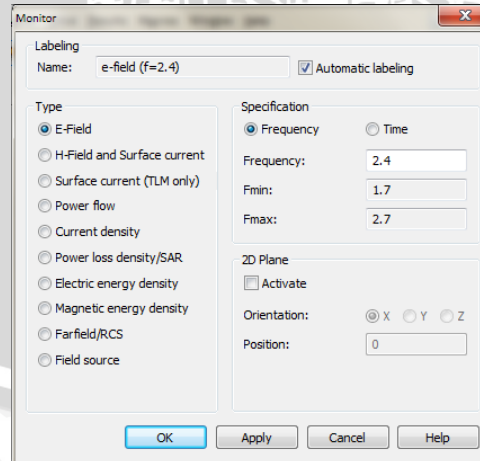 Monitor
Labeling
Name: e-field (f=2.4) Automatic labeling
Type
E-Field
H-Field and Surface current
Surface current (TLM only)
Power flow
Current density
Power loss density/SAR
Electric energy density
Magnetic energy density
Farfield/RCS
Field source
Specification
Frequency Time
Frequency: 2.4
Fmin: 1.7
Fmax: 2.7
2D Plane
Activate
Orientation: X Y Z
Position: 0
OK Apply Cancel Help